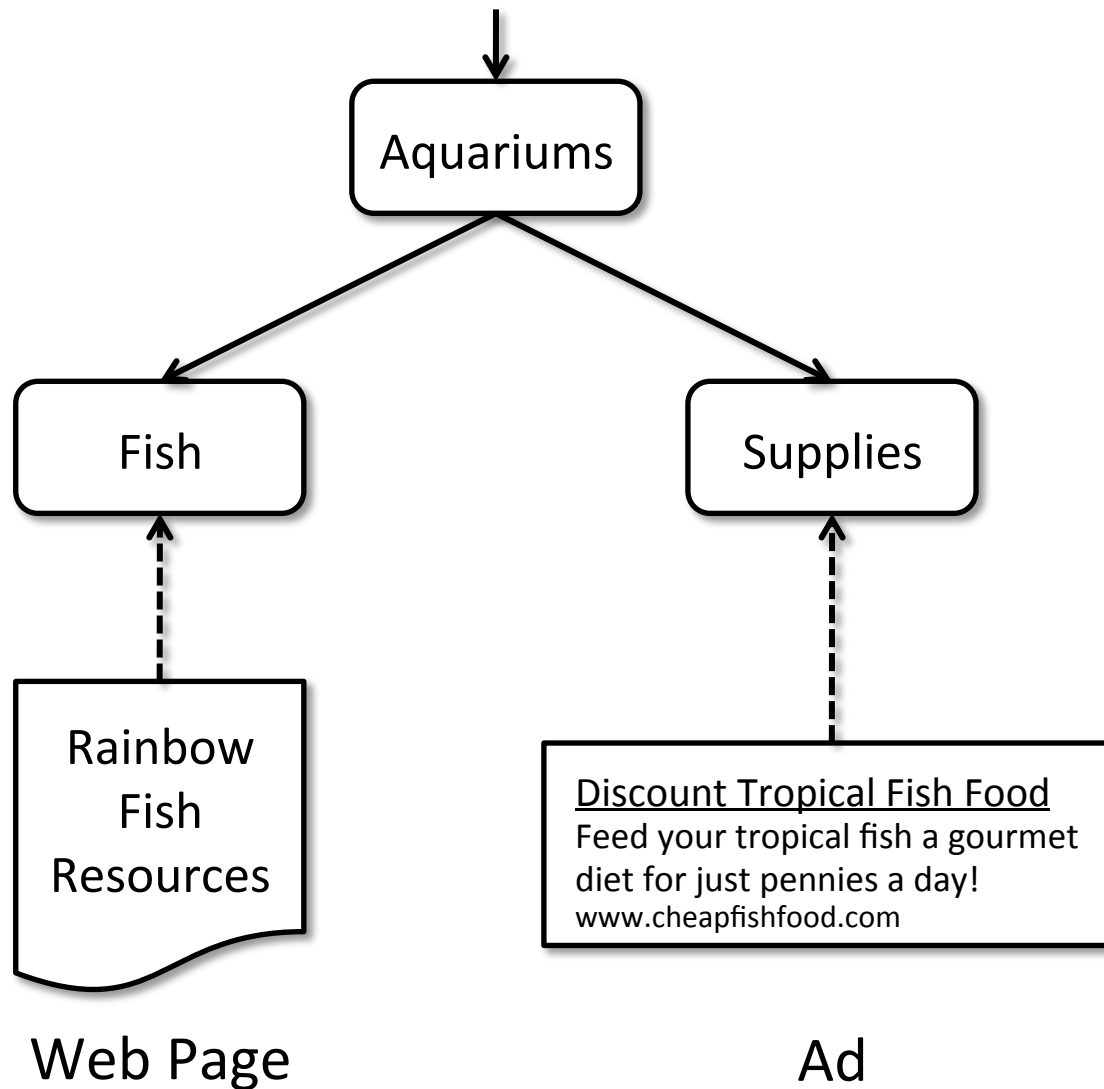 Aquariums
Fish
Supplies
Rainbow
Fish
Resources
Discount Tropical Fish Food
Feed your tropical fish a gourmet
diet for just pennies a day!
www.cheapfishfood.com
Web Page
Ad